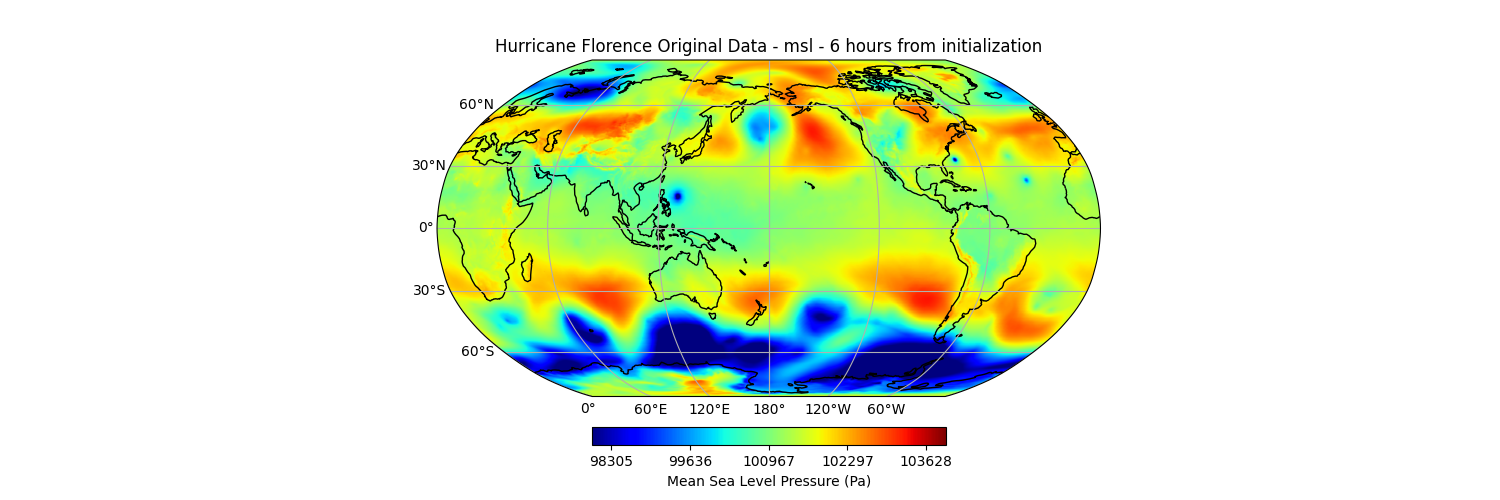 Hurricane Florence Original Data - msl - 6 hours from initialization
60°N
30°N
0°
30°S
60°S
0° 60°E 120°E 180° 120°W 60°W
98305 99636 100967 102297 103628
Mean Sea Level Pressure (Pa)